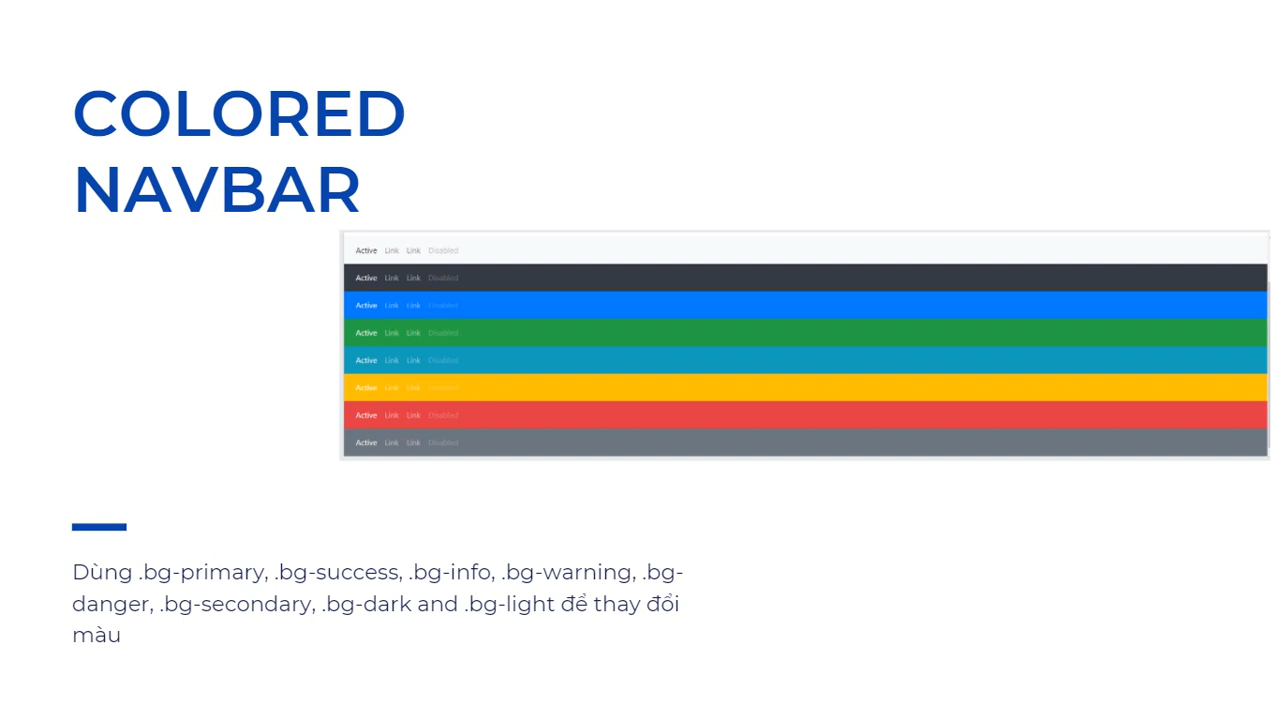 COLORED
NAVBAR
Active Link Link Disabled
Active Link Link Disabled
Active Link Link Disabled
Active Link Link Disabled
Active Link Link Disabled
Active Link Link Disabled
Active Link Link Disabled
Active Link Link Disabled
Dùng .bg-primary, .bg-success, .bg-info, .bg-warning, .bg-
danger, .bg-secondary, .bg-dark and .bg-light để thay đổi
màu